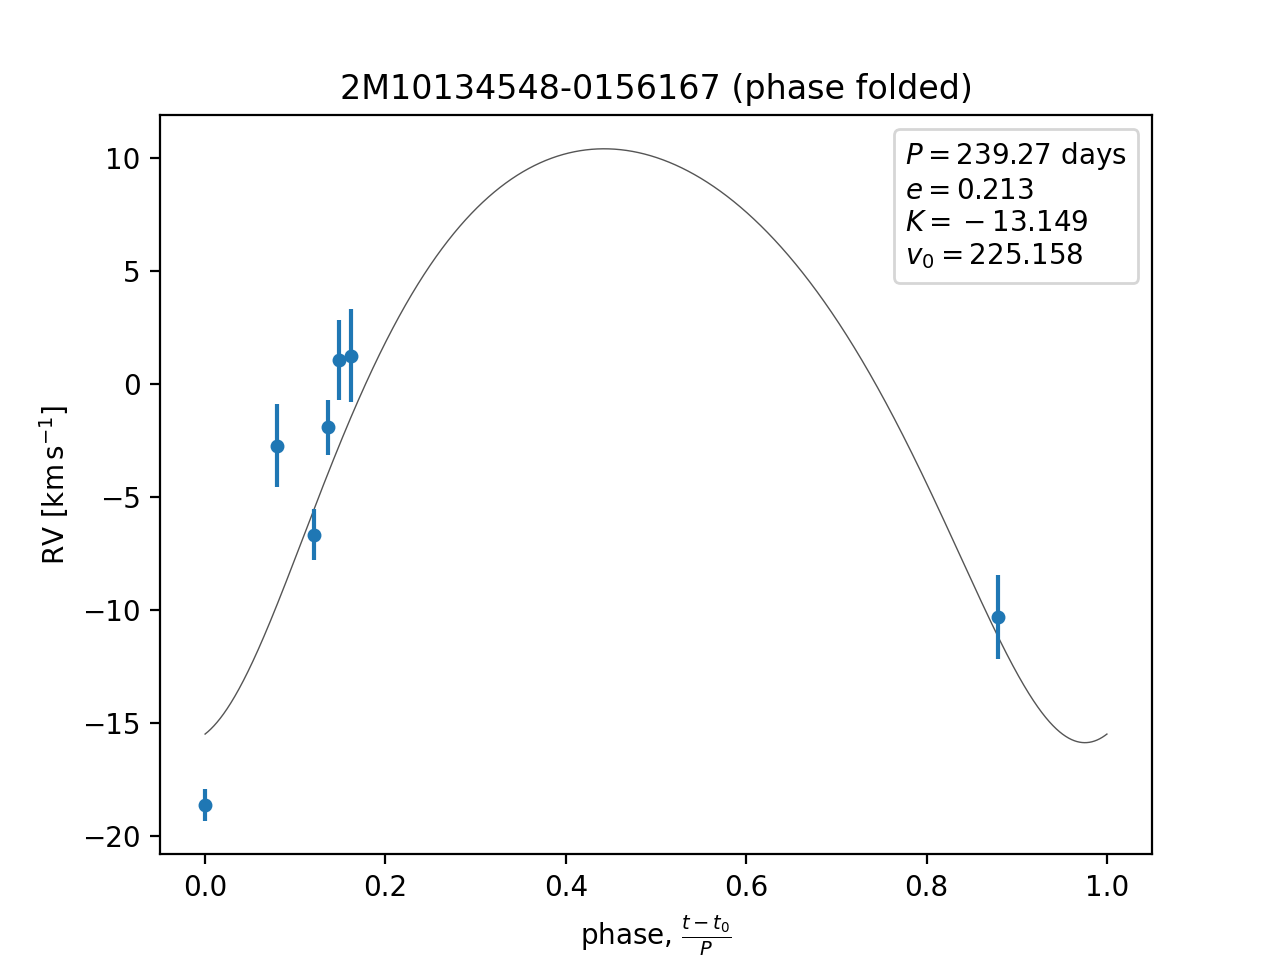 2M10134548-0156167 (phase folded)
P = 239.27 days
e = 0.213
K = −13.149
v₀ = 225.158
10
5
0
−5
−10
−15
−20
RV [km s⁻¹]
0.0 0.2 0.4 0.6 0.8 1.0
phase, (t − t₀)/P